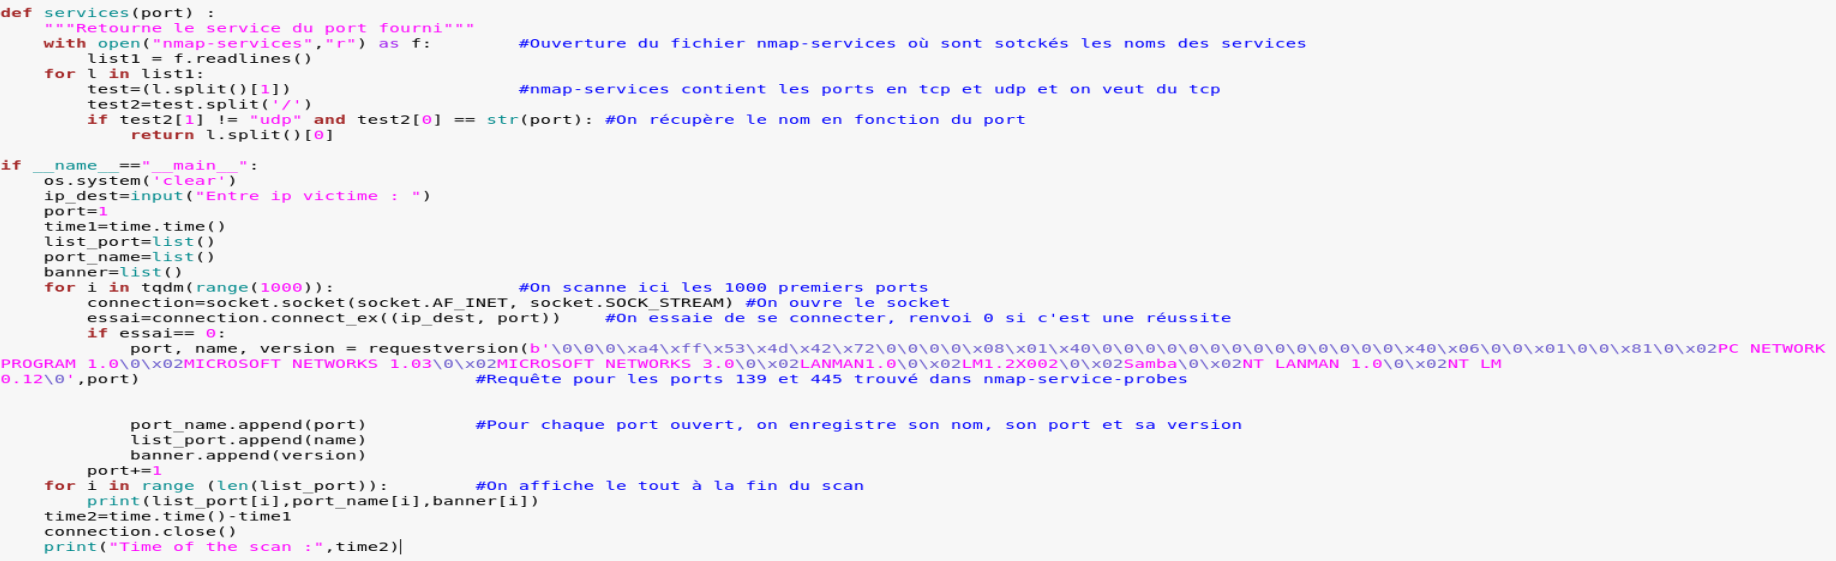 def services(port) :
    """Retourne le service du port fourni"""
    with open("nmap-services","r") as f:        #Ouverture du fichier nmap-services où sont sotckés les noms des services
        list1 = f.readlines()
    for l in list1:
        test=(l.split()[1])                     #nmap-services contient les ports en tcp et udp et on veut du tcp
        test2=test.split('/')
        if test2[1] != "udp" and test2[0] == str(port): #On récupère le nom en fonction du port
            return l.split()[0]

if __name__=="__main__":
    os.system('clear')
    ip_dest=input("Entre ip victime : ")
    port=1
    time1=time.time()
    list_port=list()
    port_name=list()
    banner=list()
    for i in tqdm(range(1000)):                 #On scanne ici les 1000 premiers ports
        connection=socket.socket(socket.AF_INET, socket.SOCK_STREAM) #On ouvre le socket
        essai=connection.connect_ex((ip_dest, port))    #On essaie de se connecter, renvoi 0 si c'est une réussite
        if essai== 0:
            port, name, version = requestversion(b'\0\0\0\xa4\xff\x53\x4d\x42\x72\0\0\0\0\x08\x01\x40\0\0\0\0\0\0\0\0\0\0\0\0\0\0\x40\x06\0\0\x01\0\0\x81\0\x02PC NETWORK
PROGRAM 1.0\0\x02MICROSOFT NETWORKS 1.03\0\x02MICROSOFT NETWORKS 3.0\0\x02LANMAN1.0\0\x02LM1.2X002\0\x02Samba\0\x02NT LANMAN 1.0\0\x02NT LM
0.12\0',port)                               #Requête pour les ports 139 et 445 trouvé dans nmap-service-probes

            port_name.append(port)          #Pour chaque port ouvert, on enregistre son nom, son port et sa version
            list_port.append(name)
            banner.append(version)
        port+=1
    for i in range (len(list_port)):        #On affiche le tout à la fin du scan
        print(list_port[i],port_name[i],banner[i])
    time2=time.time()-time1
    connection.close()
    print("Time of the scan :",time2)